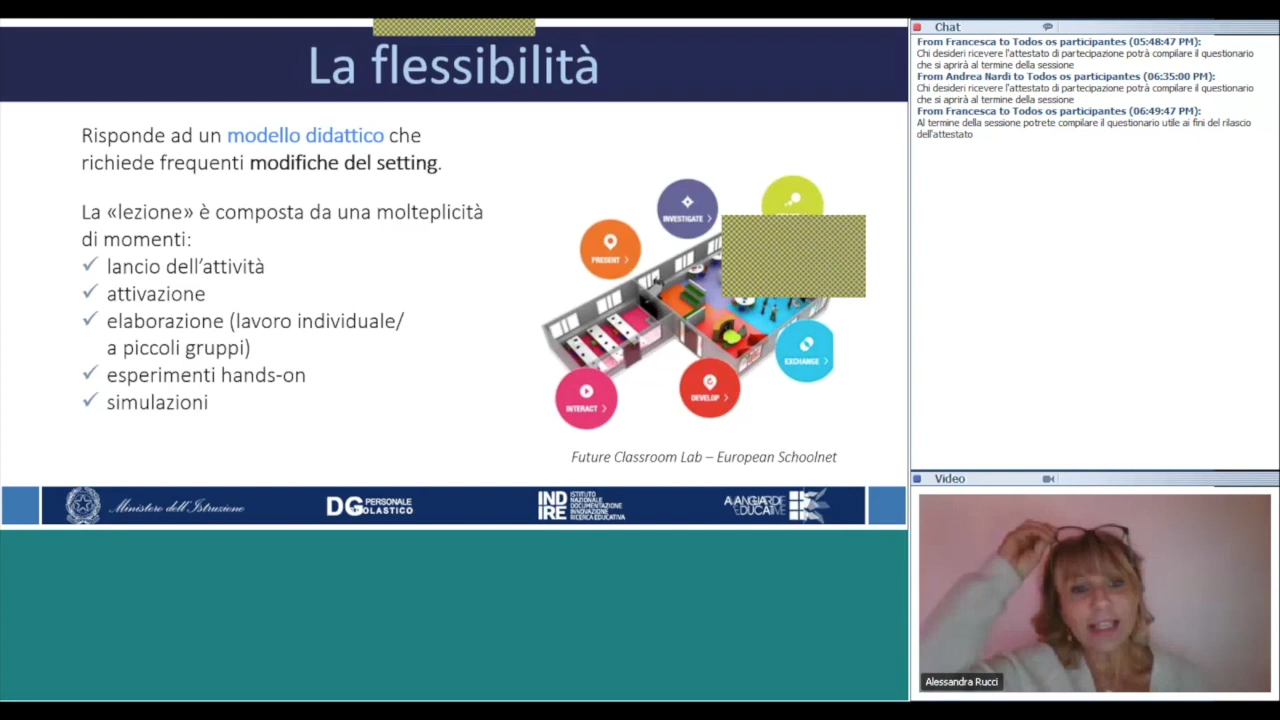 La flessibilità
Risponde ad un modello didattico che
richiede frequenti modifiche del setting.
La «lezione» è composta da una molteplicità
di momenti:
✓ lancio dell'attività
✓ attivazione
✓ elaborazione (lavoro individuale/
a piccoli gruppi)
✓ esperimenti hands-on
✓ simulazioni
INVESTIGATE >
PRESENT >
EXCHANGE >
DEVELOP >
INTERACT >
Future Classroom Lab – European Schoolnet
Ministero dell'Istruzione
DG PERSONALE
SCOLASTICO
INDIRE
ISTITUTO
NAZIONALE
DOCUMENTAZIONE
INNOVAZIONE
RICERCA EDUCATIVA
AVANGUARDIE
EDUCATIVE
Chat
From Francesca to Todos os participantes (05:48:47 PM):
Chi desideri ricevere l'attestato di partecipazione potrà compilare il questionario
che si aprirà al termine della sessione
From Andrea Nardi to Todos os participantes (06:35:00 PM):
Chi desideri ricevere l'attestato di partecipazione potrà compilare il questionario
che si aprirà al termine della sessione
From Francesca to Todos os participantes (06:49:47 PM):
Al termine della sessione potrete compilare il questionario utile ai fini del rilascio
dell'attestato
Video
Alessandra Rucci